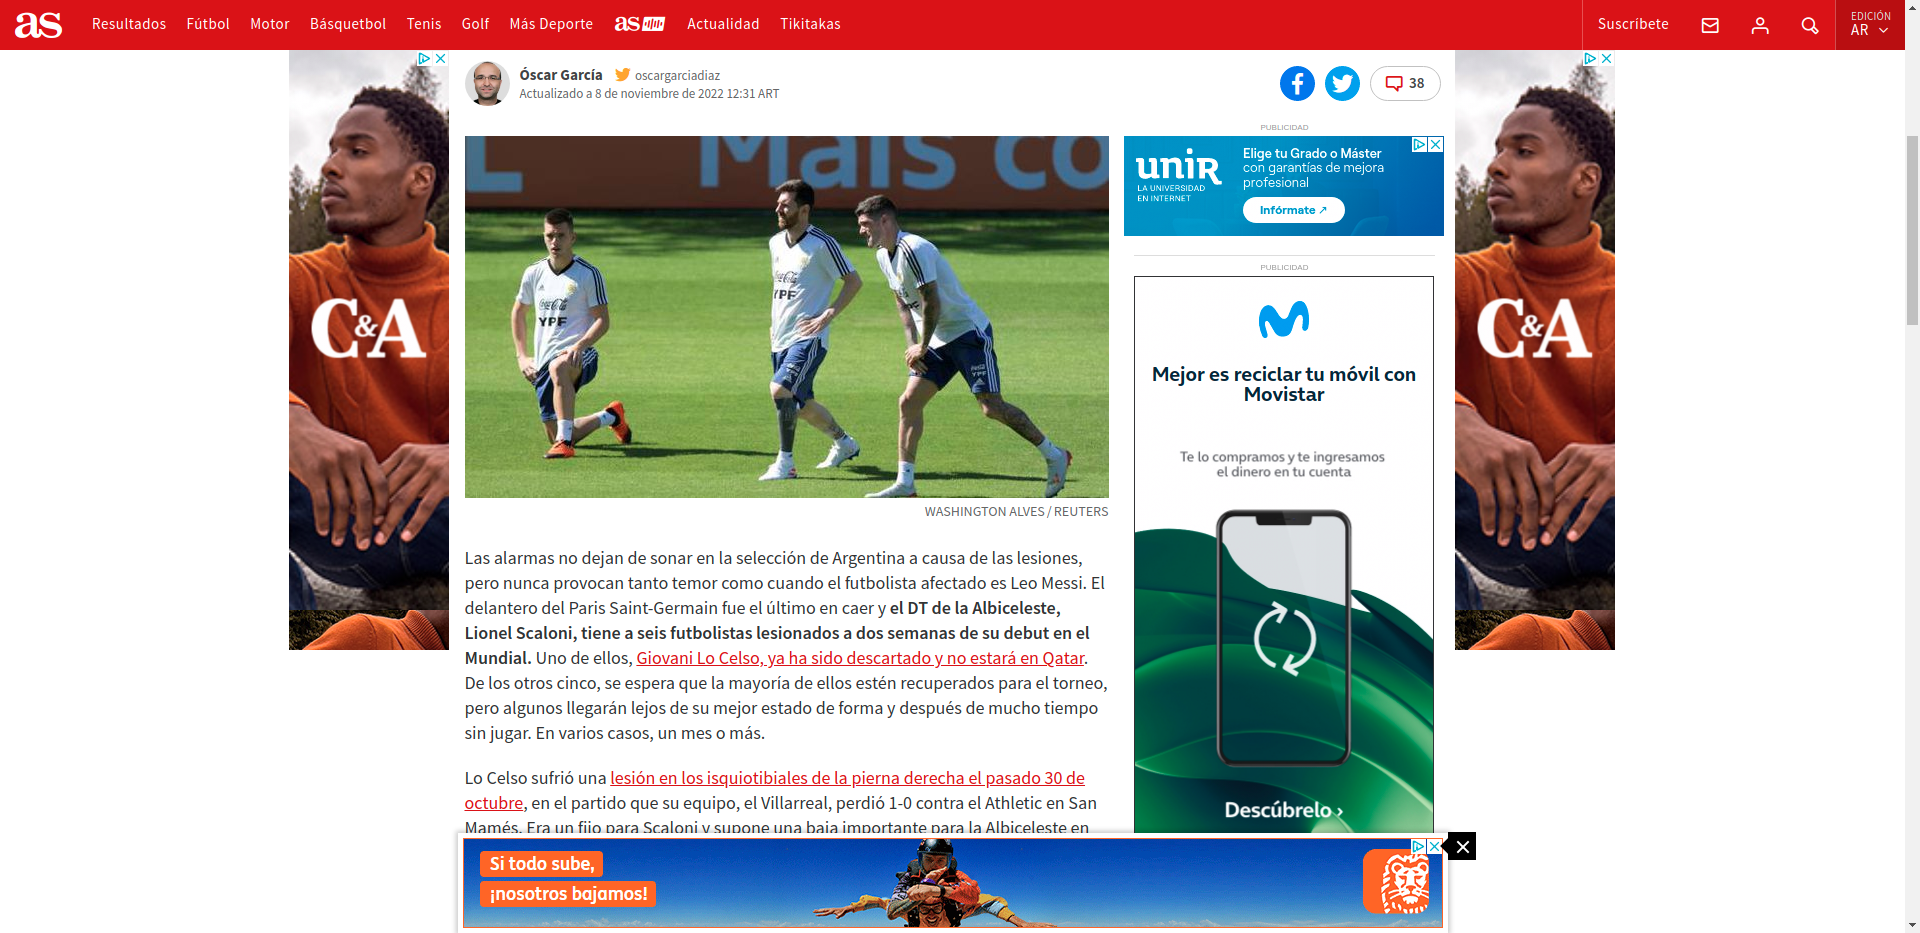 as
Resultados
Fútbol
Motor
Básquetbol
Tenis
Golf
Más Deporte
as
Actualidad
Tikitakas
Suscríbete
EDICIÓN
AR
Óscar García
oscargarciadiaz
Actualizado a 8 de noviembre de 2022 12:31 ART
38
C&A
Mais co
Coca-Cola
YPF
Coca-Cola
YPF
YPF
WASHINGTON ALVES / REUTERS
Las alarmas no dejan de sonar en la selección de Argentina a causa de las lesiones,
pero nunca provocan tanto temor como cuando el futbolista afectado es Leo Messi. El
delantero del Paris Saint-Germain fue el último en caer y el DT de la Albiceleste,
Lionel Scaloni, tiene a seis futbolistas lesionados a dos semanas de su debut en el
Mundial. Uno de ellos, Giovani Lo Celso, ya ha sido descartado y no estará en Qatar.
De los otros cinco, se espera que la mayoría de ellos estén recuperados para el torneo,
pero algunos llegarán lejos de su mejor estado de forma y después de mucho tiempo
sin jugar. En varios casos, un mes o más.
Lo Celso sufrió una lesión en los isquiotibiales de la pierna derecha el pasado 30 de
octubre, en el partido que su equipo, el Villarreal, perdió 1-0 contra el Athletic en San
Mamés. Era un fijo para Scaloni y supone una baja importante para la Albiceleste en
PUBLICIDAD
unir
LA UNIVERSIDAD
EN INTERNET
Elige tu Grado o Máster
con garantías de mejora
profesional
Infórmate ↗
PUBLICIDAD
Mejor es reciclar tu móvil con
Movistar
Te lo compramos y te ingresamos
el dinero en tu cuenta
Descúbrelo ›
C&A
Si todo sube,
¡nosotros bajamos!